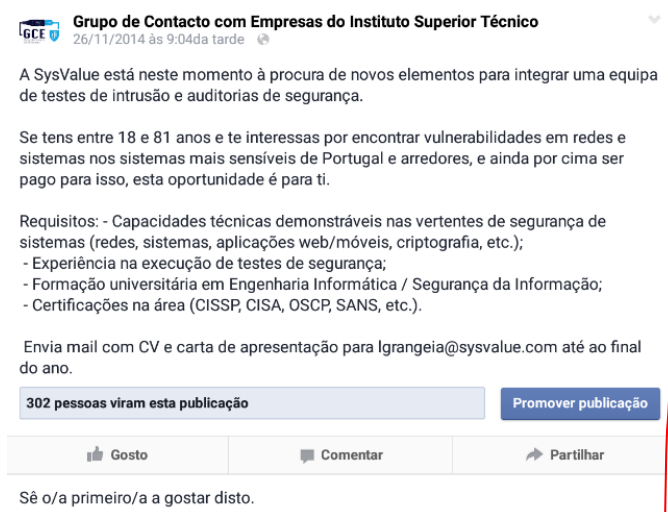 GCE
Grupo de Contacto com Empresas do Instituto Superior Técnico
26/11/2014 às 9:04da tarde
A SysValue está neste momento à procura de novos elementos para integrar uma equipa
de testes de intrusão e auditorias de segurança.
Se tens entre 18 e 81 anos e te interessas por encontrar vulnerabilidades em redes e
sistemas nos sistemas mais sensíveis de Portugal e arredores, e ainda por cima ser
pago para isso, esta oportunidade é para ti.
Requisitos: - Capacidades técnicas demonstráveis nas vertentes de segurança de
sistemas (redes, sistemas, aplicações web/móveis, criptografia, etc.);
- Experiência na execução de testes de segurança;
- Formação universitária em Engenharia Informática / Segurança da Informação;
- Certificações na área (CISSP, CISA, OSCP, SANS, etc.).
Envia mail com CV e carta de apresentação para lgrangeia@sysvalue.com até ao final
do ano.
302 pessoas viram esta publicação
Promover publicação
Gosto
Comentar
Partilhar
Sê o/a primeiro/a a gostar disto.